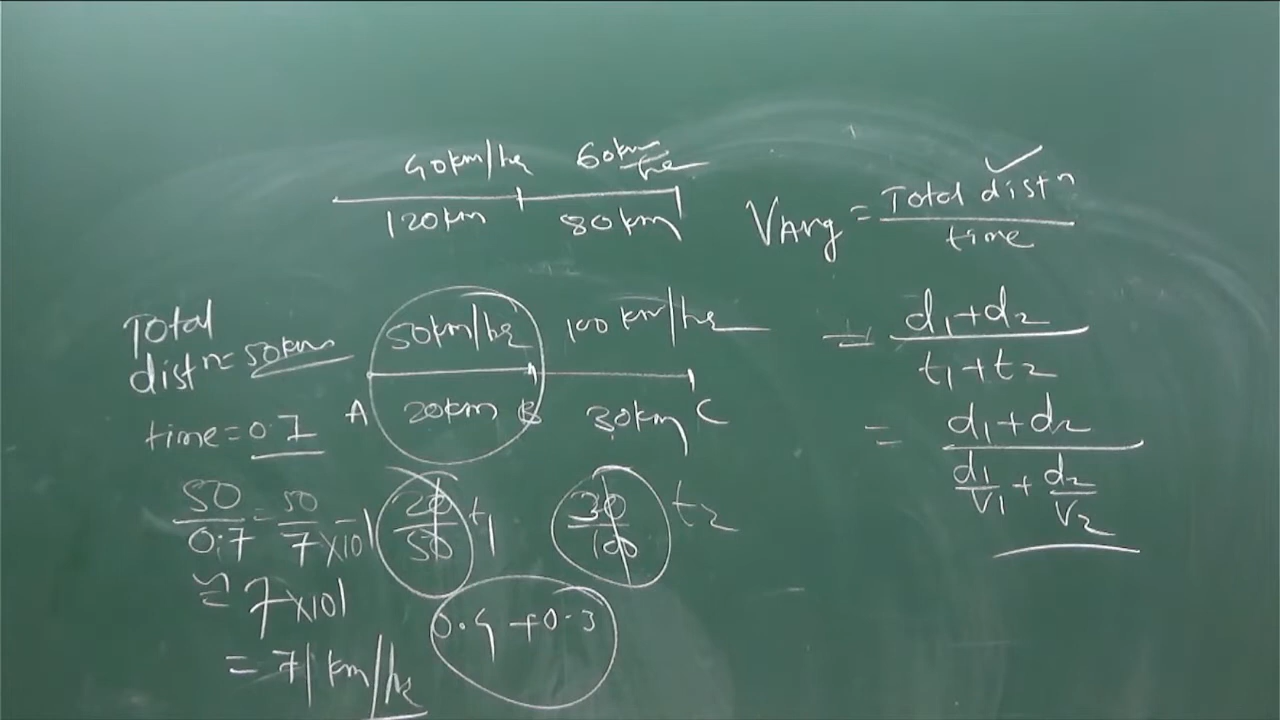 40km/hr 60km/hr
120km 80km
VAvg = Total distⁿ / time
Total distⁿ = 50km
50km/hr 100km/hr
= d₁+d₂ / t₁+t₂
A 20km B 30km C
time = 0.7
= d₁+d₂ / d₁/v₁ + d₂/v₂
50/0.7 = 50/7 ×10 20/50 t₁ 30/100 t₂
≈ 7×10
0.4 + 0.3
= 71 km/hr